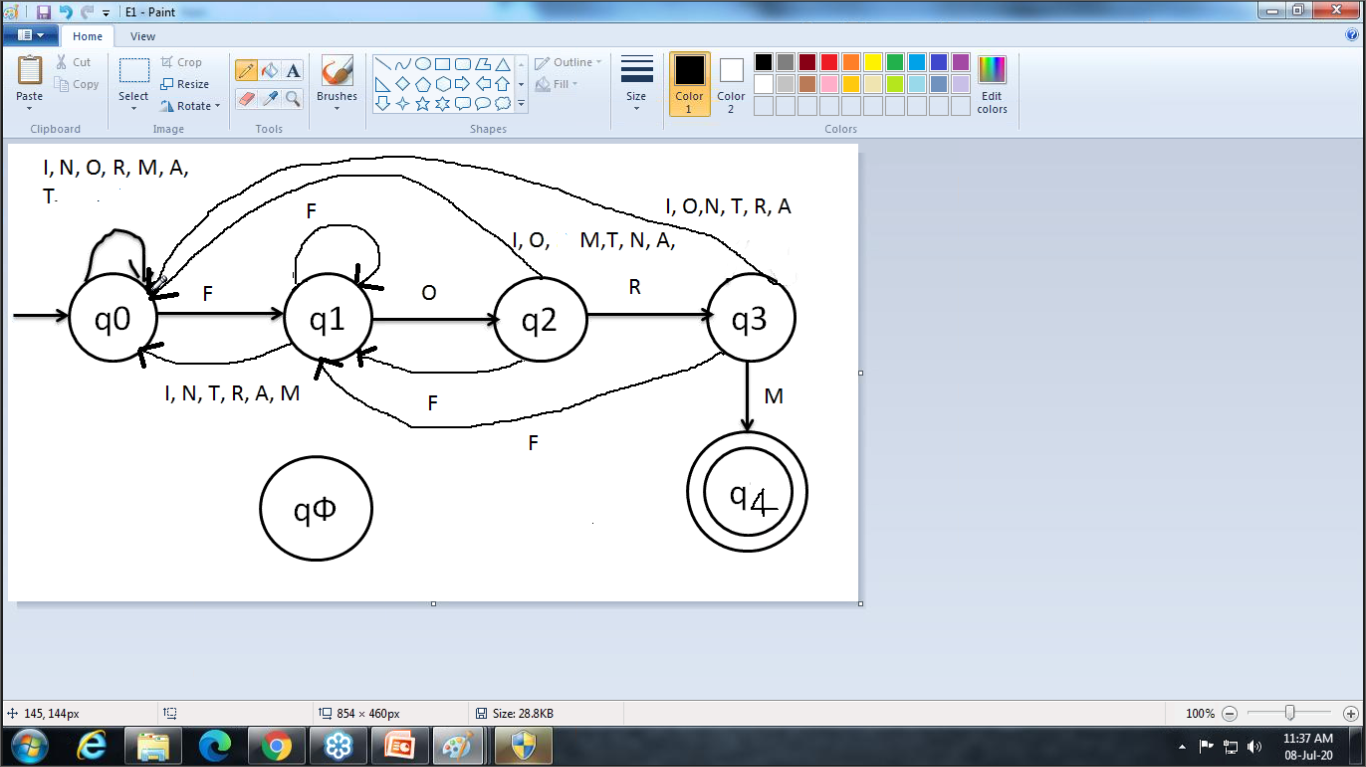 E1 - Paint
Home View
Paste
Cut
Copy
Clipboard
Select
Crop
Resize
Rotate
Image
A
Tools
Brushes
Outline
Fill
Shapes
Size
Color 1
Color 2
Edit colors
Colors
I, N, O, R, M, A,
T
F
I, O,N, T, R, A
I, O, M,T, N, A,
F
O
R
q0
q1
q2
q3
I, N, T, R, A, M
F
M
F
qΦ
q4
145, 144px
854 × 460px
Size: 28.8KB
100%
11:37 AM
08-Jul-20